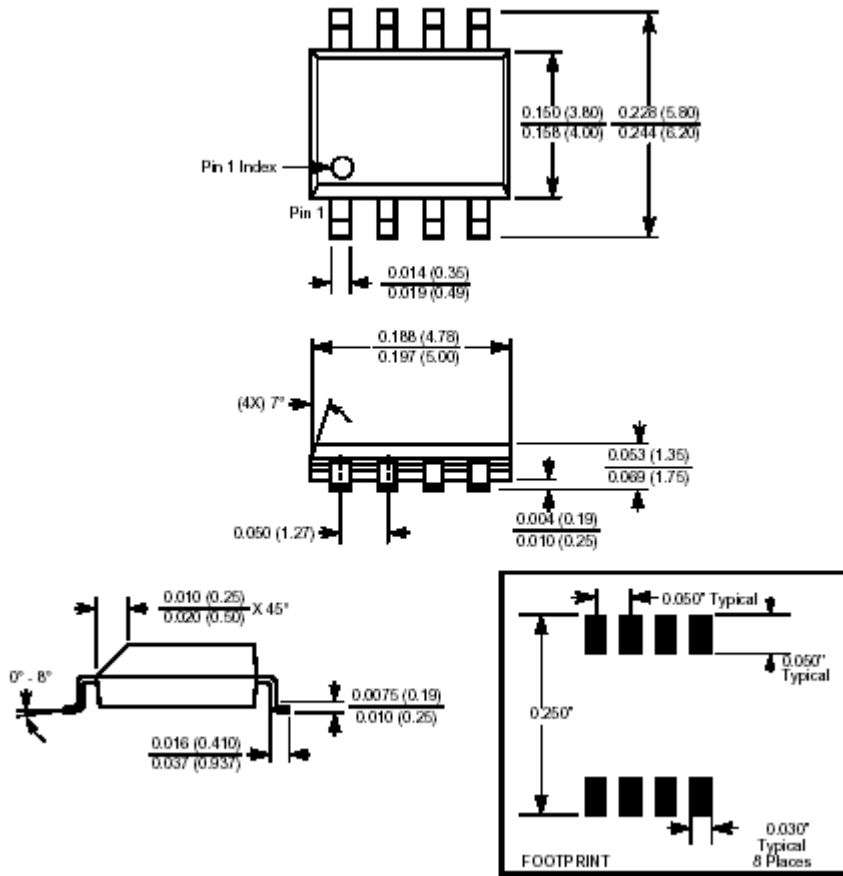 0.150 (3.80) 0.228 (5.80)
0.158 (4.00) 0.244 (6.20)
Pin 1 Index
Pin 1
0.014 (0.35)
0.019 (0.49)
0.188 (4.78)
0.197 (5.00)
(4X) 7°
0.053 (1.35)
0.069 (1.75)
0.004 (0.19)
0.010 (0.25)
0.050 (1.27)
0.010 (0.25)
0.020 (0.50)
X 45°
0° - 8°
0.0075 (0.19)
0.010 (0.25)
0.016 (0.410)
0.037 (0.937)
0.050" Typical
0.050"
Typical
0.250"
0.030"
Typical
8 Places
FOOTPRINT